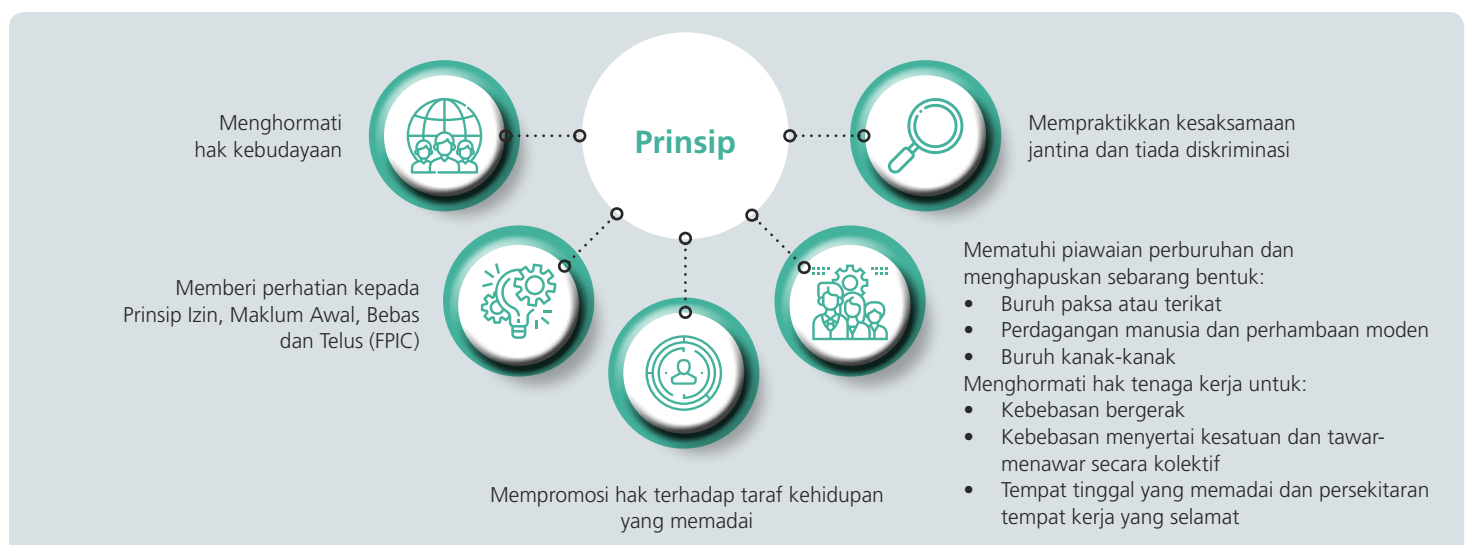 Prinsip
Menghormati
hak kebudayaan
Memberi perhatian kepada
Prinsip Izin, Maklum Awal, Bebas
dan Telus (FPIC)
Mempromosi hak terhadap taraf kehidupan
yang memadai
Mempraktikkan kesaksamaan
jantina dan tiada diskriminasi
Mematuhi piawaian perburuhan dan
menghapuskan sebarang bentuk:
• Buruh paksa atau terikat
• Perdagangan manusia dan perhambaan moden
• Buruh kanak-kanak
Menghormati hak tenaga kerja untuk:
• Kebebasan bergerak
• Kebebasan menyertai kesatuan dan tawar-
menawar secara kolektif
• Tempat tinggal yang memadai dan persekitaran
tempat kerja yang selamat